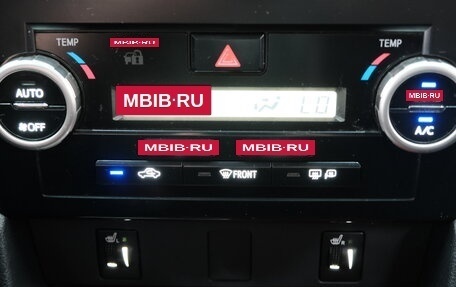 TEMP
MBIB·RU
TEMP
AUTO
OFF
MBIB·RU
LO
MBIB·RU
A/C
MBIB·RU
MBIB·RU
FRONT
L
R